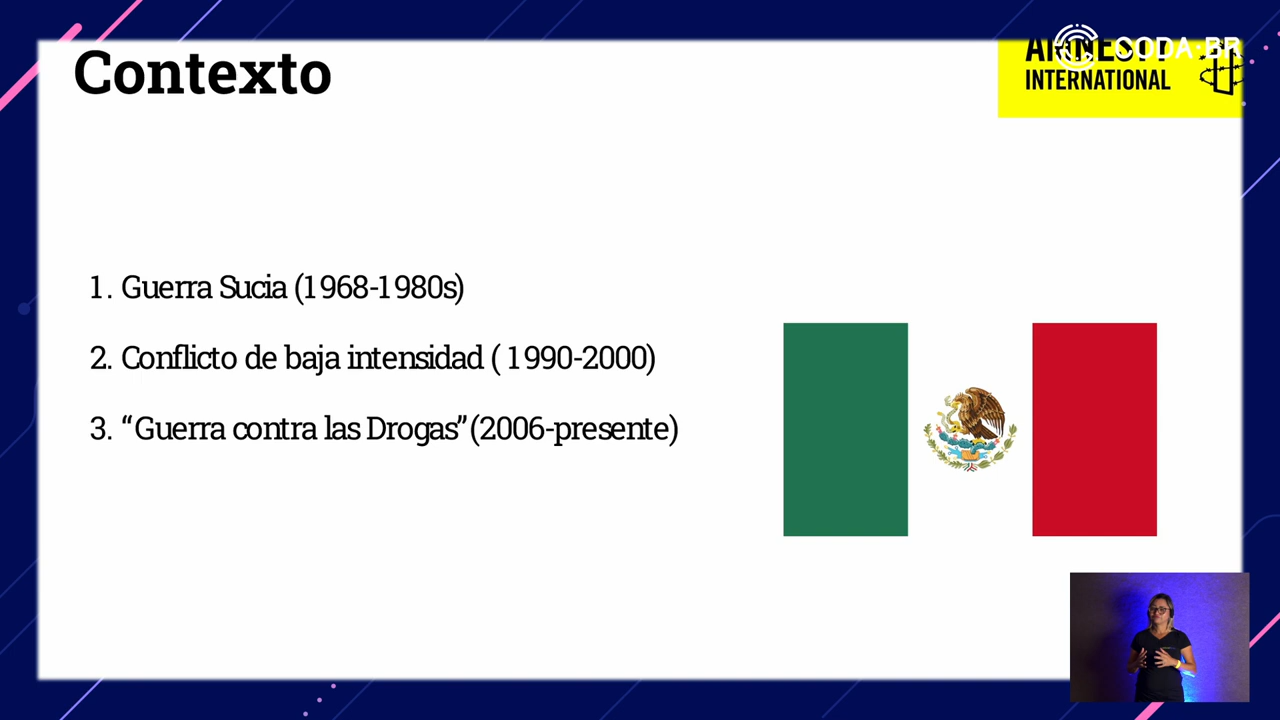 Contexto
CODA·BR
INTERNATIONAL
1. Guerra Sucia (1968-1980s)
2. Conflicto de baja intensidad ( 1990-2000)
3. “Guerra contra las Drogas”(2006-presente)